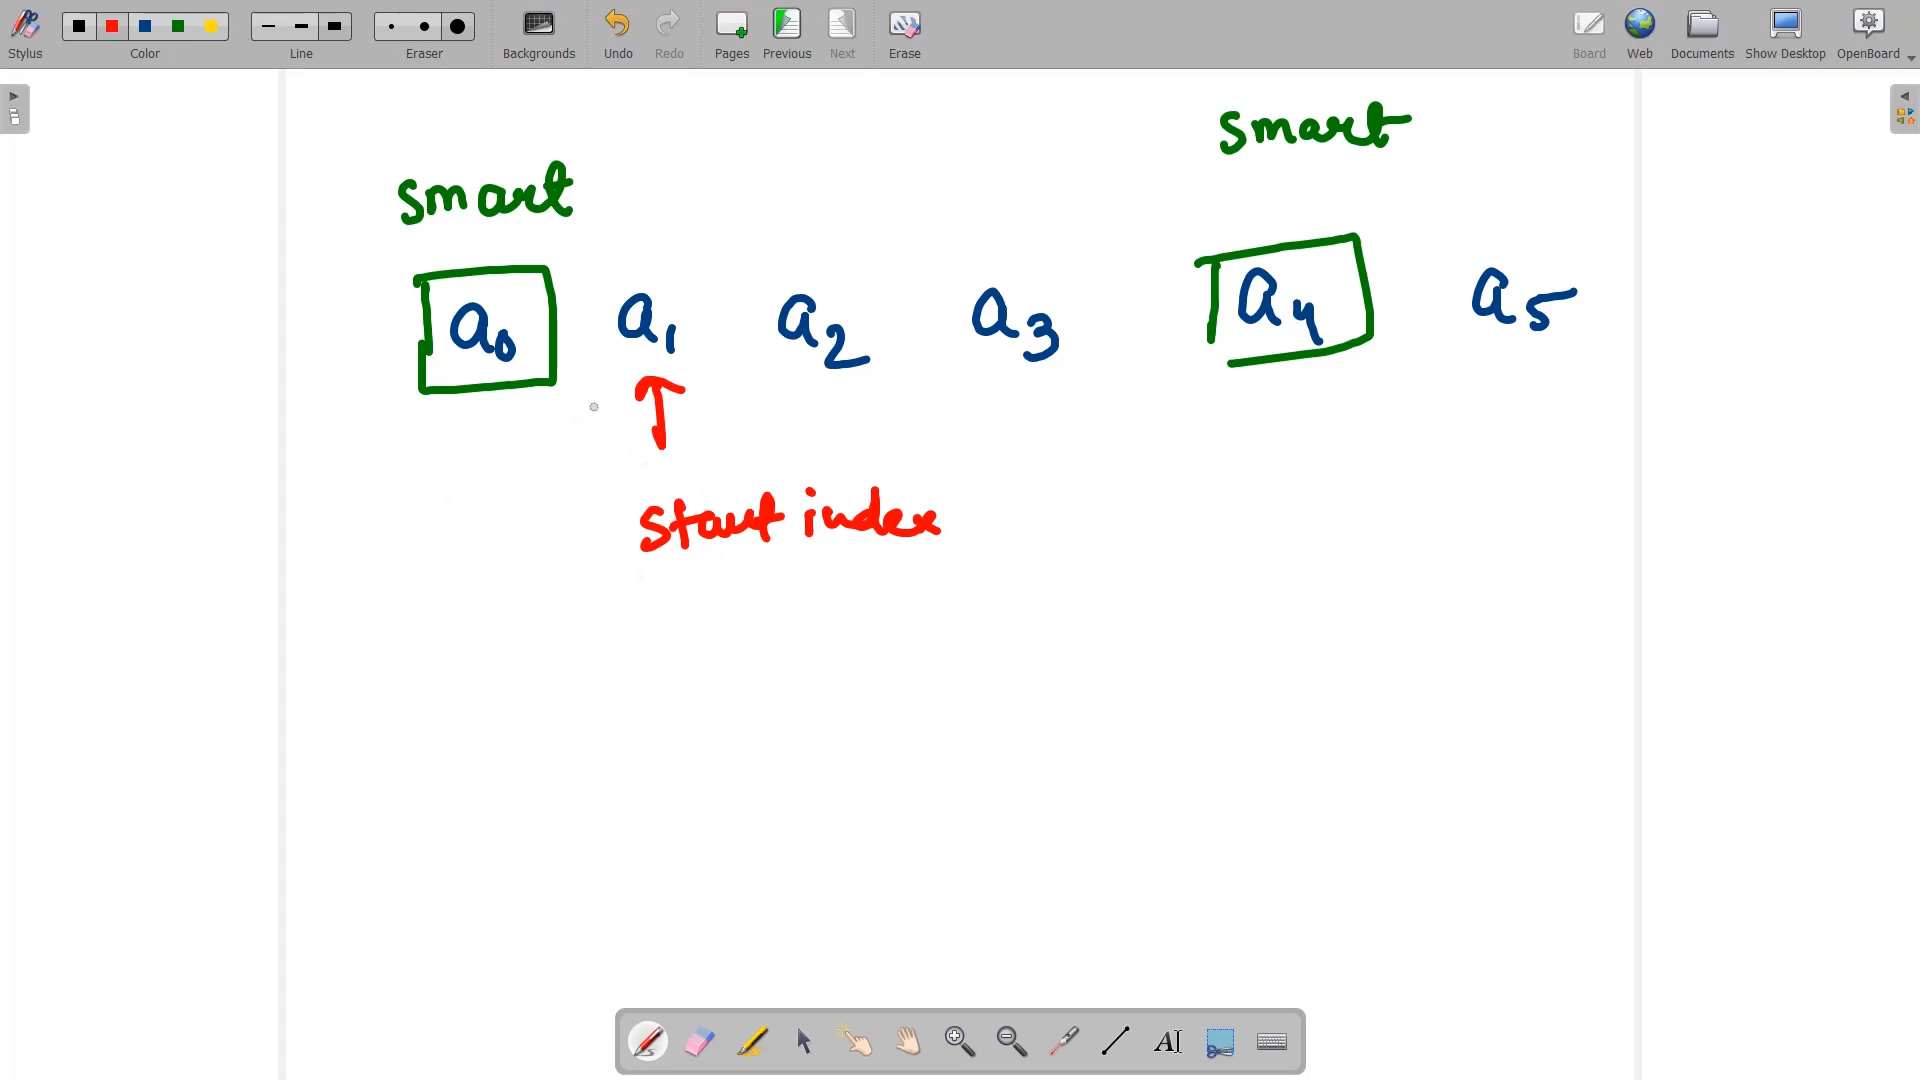 Stylus Color Line Eraser Backgrounds Undo Redo Pages Previous Next Erase Board Web Documents Show Desktop OpenBoard
smart
smart
a0 a1 a2 a3 a4 a5
start index